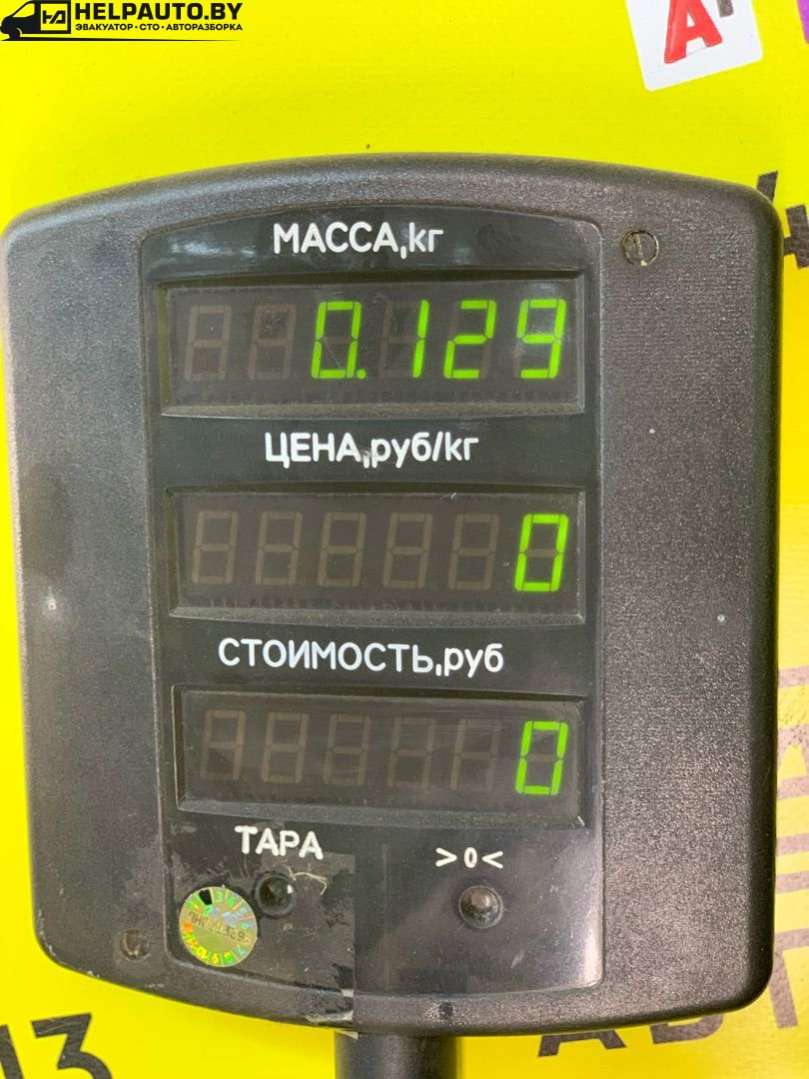 HELPAUTO.BY
ЭВАКУАТОР · СТО · АВТОРАЗБОРКА
МАССА,кг
0.129
ЦЕНА,руб/кг
0
СТОИМОСТЬ,руб
0
ТАРА
>0<